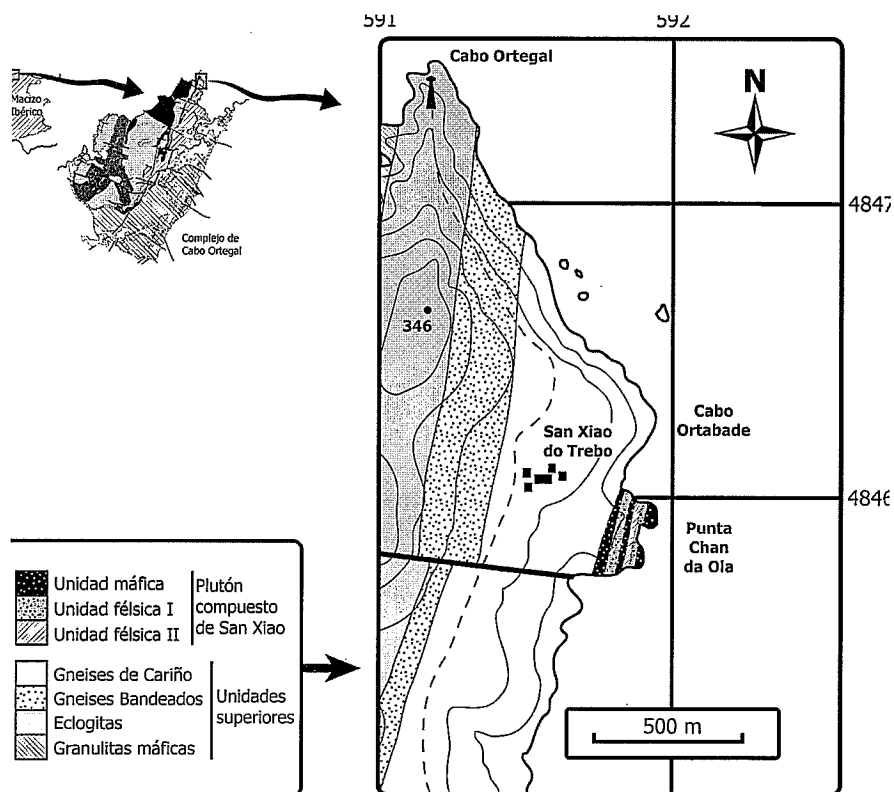 591
592
Cabo Ortegal
N
Macizo
Ibérico
Complejo de
Cabo Ortegal
4847
346
San Xiao
do Trebo
Cabo
Ortabade
4846
Punta
Chan
da Ola
Unidad máfica
Unidad félsica I
Unidad félsica II
Plutón
compuesto
de San Xiao
Gneises de Cariño
Gneises Bandeados
Eclogitas
Granulitas máficas
Unidades
superiores
500 m